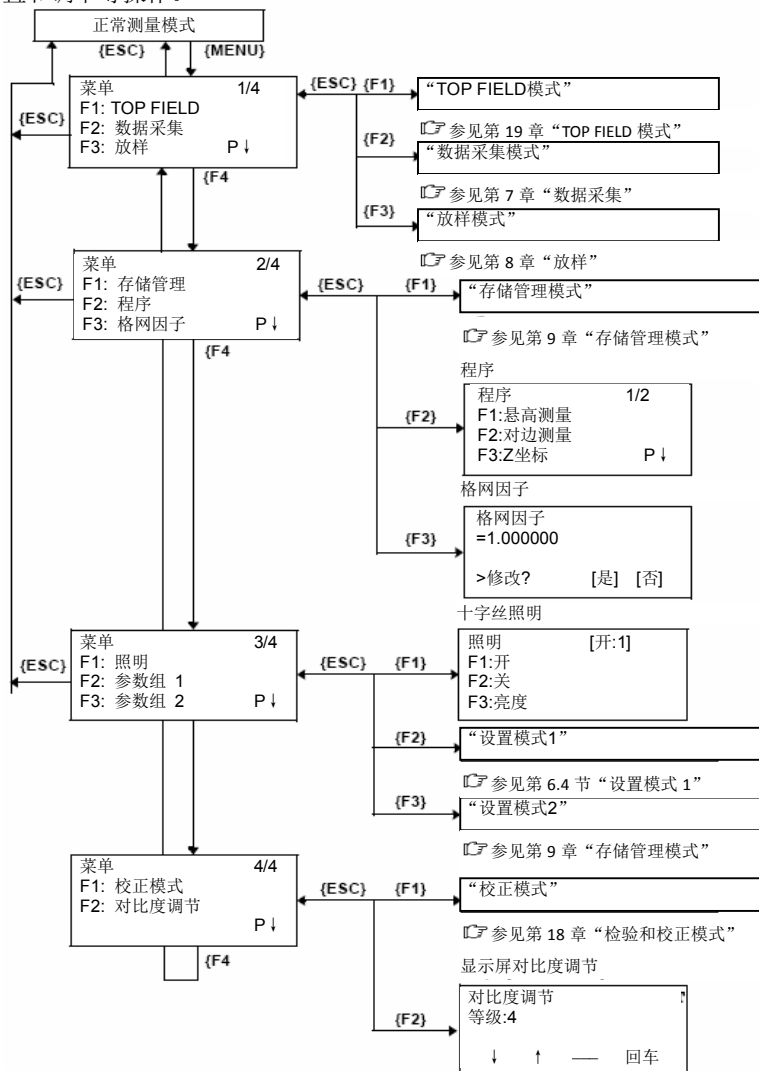 正常测量模式
{ESC} {MENU}
菜单 1/4
F1: TOP FIELD
F2: 数据采集
F3: 放样 P↓
{ESC}
{F4
{ESC} {F1}
“TOP FIELD模式”
参见第 19 章“TOP FIELD 模式”
{F2}
“数据采集模式”
参见第 7 章“数据采集”
{F3}
“放样模式”
参见第 8 章“放样”
菜单 2/4
F1: 存储管理
F2: 程序
F3: 格网因子 P↓
{ESC}
{F4
{ESC} {F1}
“存储管理模式”
参见第 9 章“存储管理模式”
程序
{F2}
程序 1/2
F1:悬高测量
F2:对边测量
F3:Z坐标 P↓
格网因子
{F3}
格网因子
=1.000000
>修改? [是] [否]
十字丝照明
菜单 3/4
F1: 照明
F2: 参数组 1
F3: 参数组 2 P↓
{ESC}
{ESC} {F1}
照明 [开:1]
F1:开
F2:关
F3:亮度
{F2}
“设置模式1”
参见第 6.4 节“设置模式 1”
{F3}
“设置模式2”
参见第 9 章“存储管理模式”
菜单 4/4
F1: 校正模式
F2: 对比度调节
P↓
{F4
{ESC} {F1}
“校正模式”
参见第 18 章“检验和校正模式”
显示屏对比度调节
{F2}
对比度调节
等级:4
↓ ↑ — 回车